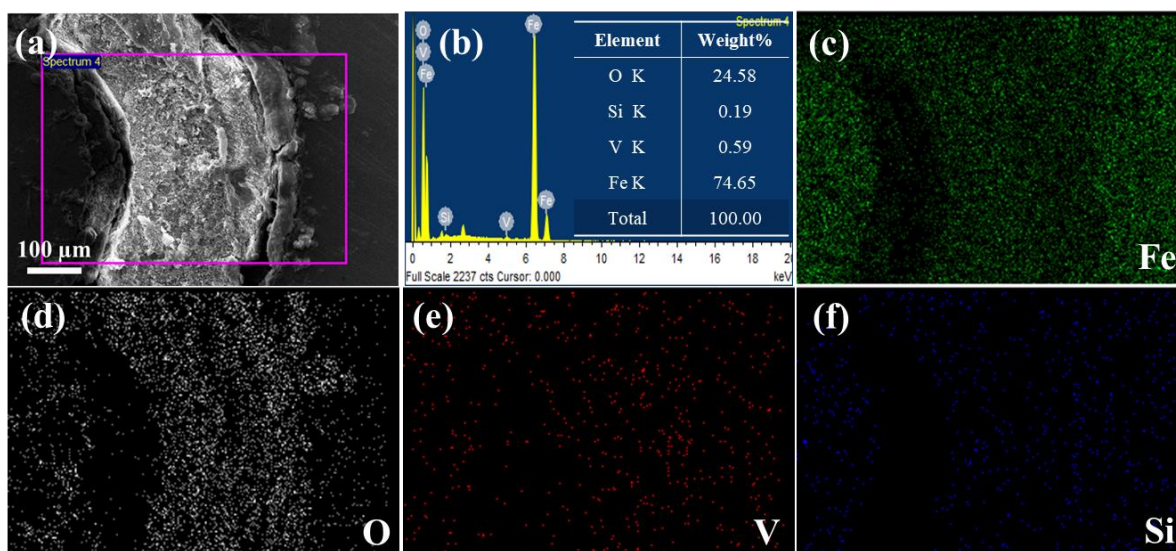 (a)
Spectrum 4
100 µm
(b)
Spectrum 4
O
V
Fe
Si
V
Fe
Fe
Element Weight%
O K 24.58
Si K 0.19
V K 0.59
Fe K 74.65
Total 100.00
0 2 4 6 8 10 12 14 16 18 20
Full Scale 2237 cts Cursor: 0.000 keV
(c)
Fe
(d)
O
(e)
V
(f)
Si